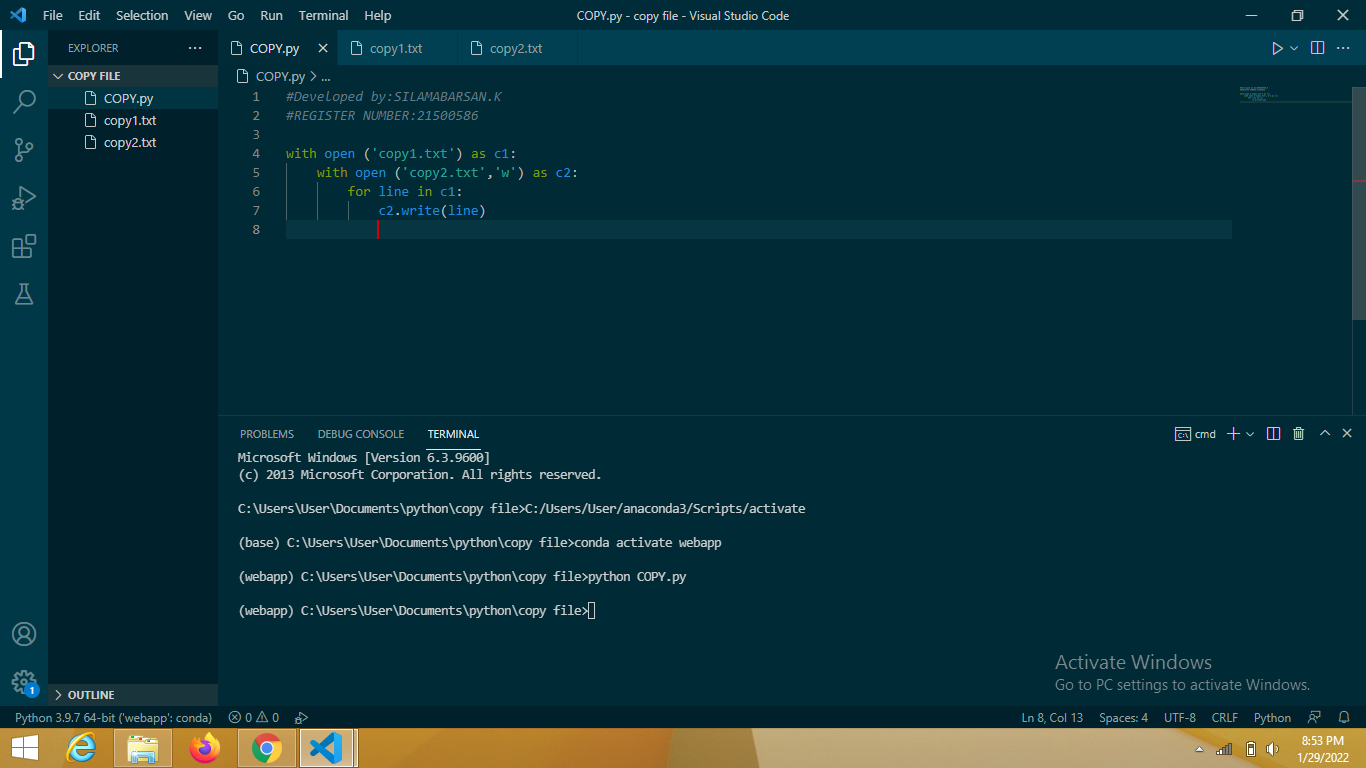 File Edit Selection View Go Run Terminal Help
COPY.py - copy file - Visual Studio Code
EXPLORER
COPY FILE
COPY.py
copy1.txt
copy2.txt
OUTLINE
COPY.py copy1.txt copy2.txt
COPY.py > ...
1 #Developed by:SILAMABARSAN.K
2 #REGISTER NUMBER:21500586
3
4 with open ('copy1.txt') as c1:
5 with open ('copy2.txt','w') as c2:
6 for line in c1:
7 c2.write(line)
8
PROBLEMS DEBUG CONSOLE TERMINAL
cmd
Microsoft Windows [Version 6.3.9600]
(c) 2013 Microsoft Corporation. All rights reserved.
C:\Users\User\Documents\python\copy file>C:/Users/User/anaconda3/Scripts/activate
(base) C:\Users\User\Documents\python\copy file>conda activate webapp
(webapp) C:\Users\User\Documents\python\copy file>python COPY.py
(webapp) C:\Users\User\Documents\python\copy file>
Activate Windows
Go to PC settings to activate Windows.
1
Python 3.9.7 64-bit ('webapp': conda) 0 0
Ln 8, Col 13 Spaces: 4 UTF-8 CRLF Python
8:53 PM
1/29/2022